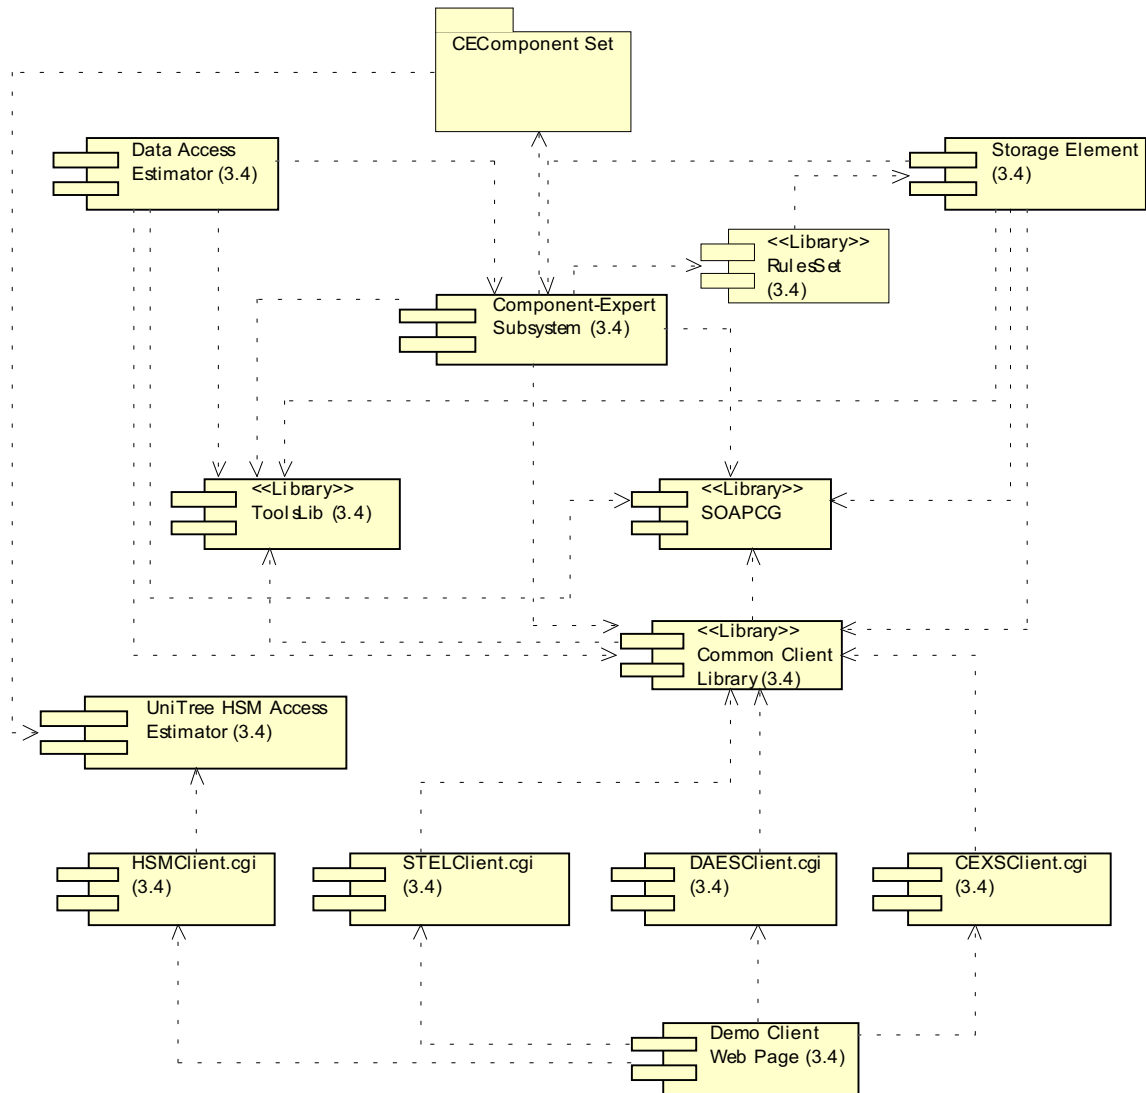 CEComponent Set
Data Access
Estimator (3.4)
Storage Element
(3.4)
<<Library>>
RulesSet
(3.4)
Component-Expert
Subsystem (3.4)
<<Library>>
ToolsLib (3.4)
<<Library>>
SOAPCG
<<Library>>
Common Client
Library (3.4)
UniTree HSM Access
Estimator (3.4)
HSMClient.cgi
(3.4)
STELClient.cgi
(3.4)
DAESClient.cgi
(3.4)
CEXSClient.cgi
(3.4)
Demo Client
Web Page (3.4)